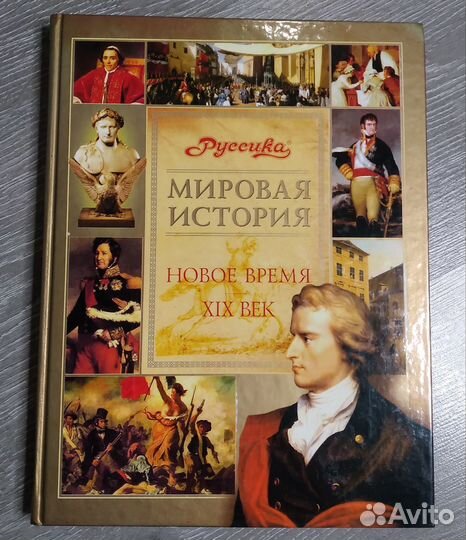 Руссика
МИРОВАЯ
ИСТОРИЯ
НОВОЕ ВРЕМЯ
XIX ВЕК
Avito